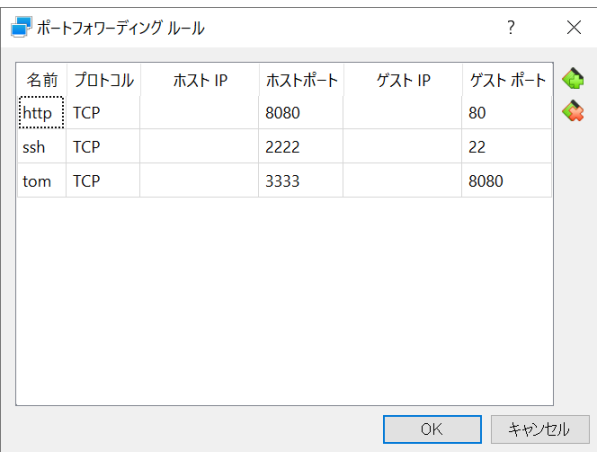 ポートフォワーディング ルール
名前 プロトコル ホスト IP ホストポート ゲスト IP ゲスト ポート
http TCP 8080 80
ssh TCP 2222 22
tom TCP 3333 8080
OK キャンセル